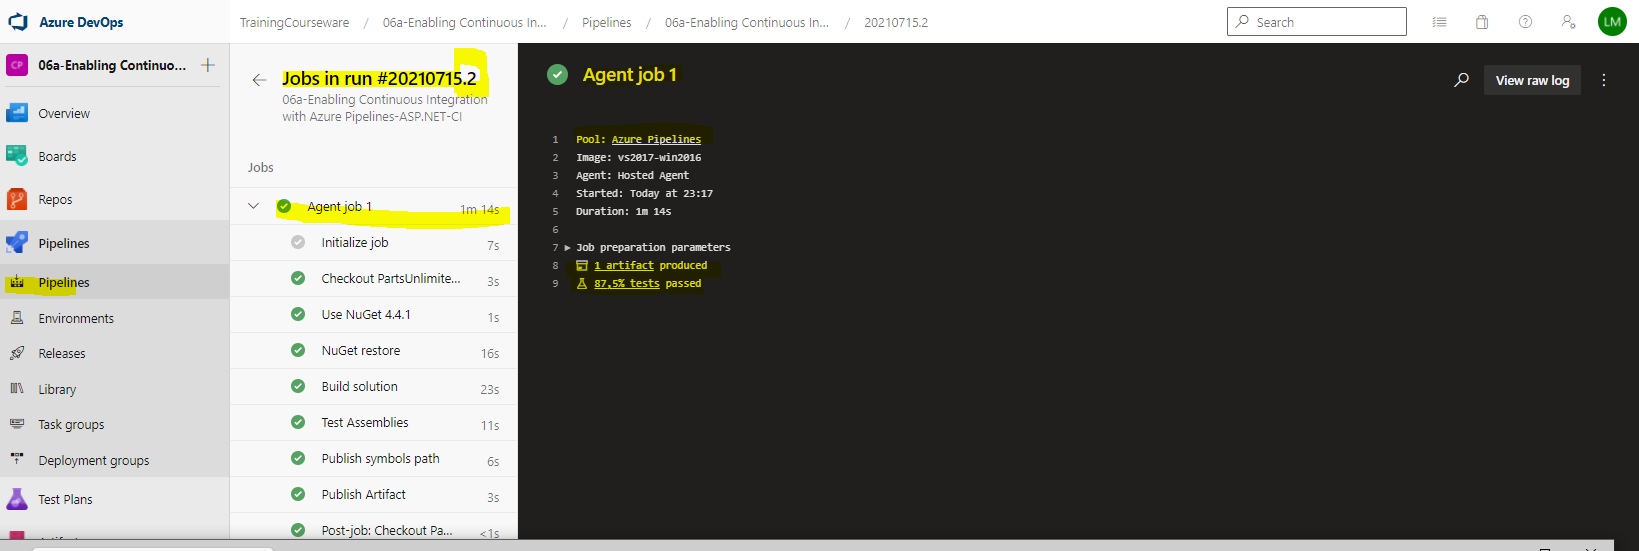 Azure DevOps
TrainingCourseware / 06a-Enabling Continuous In... / Pipelines / 06a-Enabling Continuous In... / 20210715.2
Search
LM
CP 06a-Enabling Continuo... +
Overview
Boards
Repos
Pipelines
Pipelines
Environments
Releases
Library
Task groups
Deployment groups
Test Plans
Jobs in run #20210715.2
06a-Enabling Continuous Integration
with Azure Pipelines-ASP.NET-CI
Jobs
Agent job 1 1m 14s
Initialize job 7s
Checkout PartsUnlimite... 3s
Use NuGet 4.4.1 1s
NuGet restore 16s
Build solution 23s
Test Assemblies 11s
Publish symbols path 6s
Publish Artifact 3s
Post-job: Checkout Pa... <1s
Agent job 1
View raw log
1 Pool: Azure Pipelines
2 Image: vs2017-win2016
3 Agent: Hosted Agent
4 Started: Today at 23:17
5 Duration: 1m 14s
6
7 Job preparation parameters
8 1 artifact produced
9 87,5% tests passed